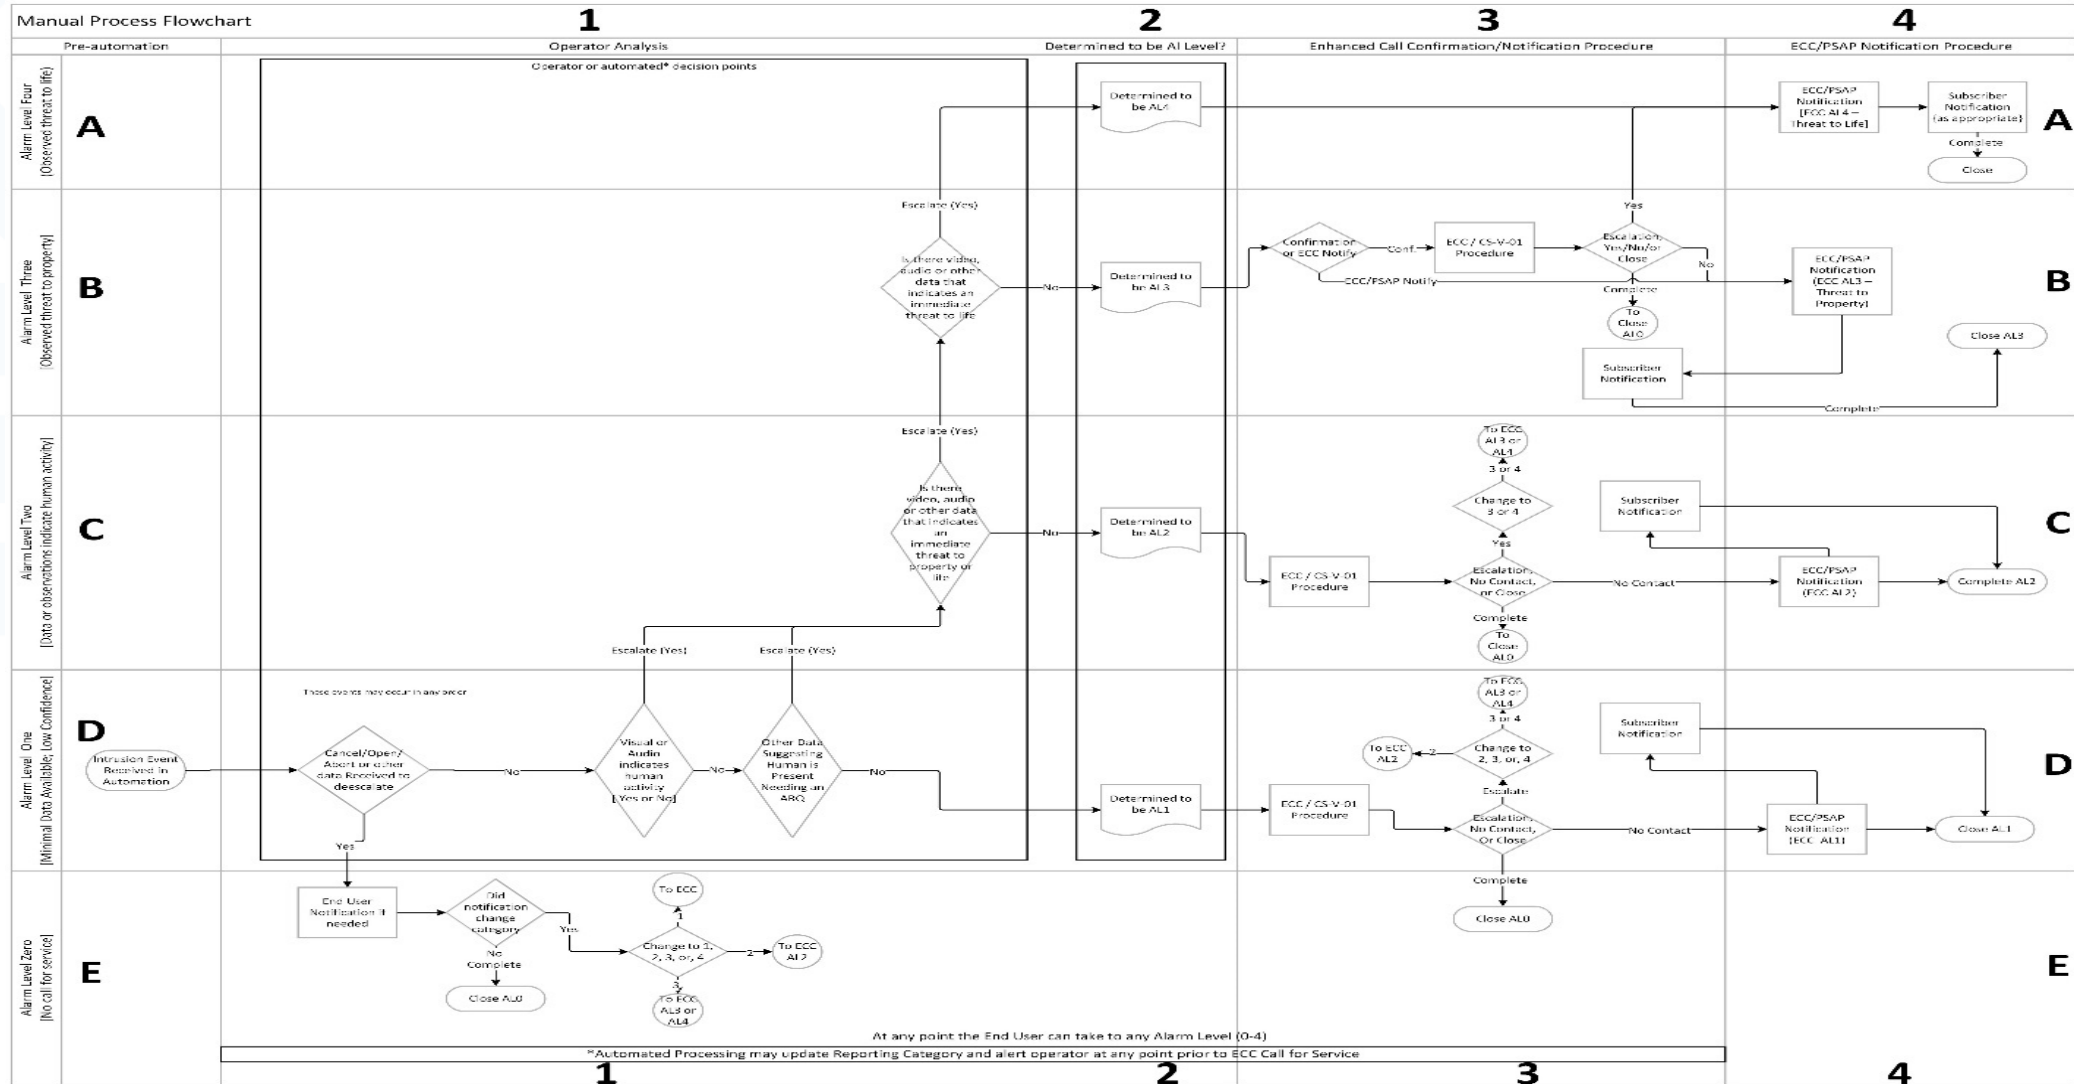 Manual Process Flowchart
1
2
3
4
Pre-automation
Operator Analysis
Determined to be Al Level?
Enhanced Call Confirmation/Notification Procedure
ECC/PSAP Notification Procedure
Alarm Level Four
(Observed threat to life)
A
Operator or automated* decision points
Determined to
be AL4
ECC/PSAP
Notification
[ECC AL4 –
Threat to Life]
Subscriber
Notification
(as appropriate)
Complete
Close
A
Alarm Level Three
[Observed threat to property]
B
Escalate (Yes)
Is there video,
audio or other
data that
indicates an
immediate
threat to life
No
Determined to
be AL3
Confirmation
or ECC Notify
Conf.
ECC / CS-V-01
Procedure
Escalation,
Yes/No/or
Close
Yes
No
ECC/PSAP Notify
Complete
To
Close
AL0
ECC/PSAP
Notification
(ECC AL3 –
Threat to
Property)
Subscriber
Notification
Complete
Close AL3
B
Alarm Level Two
[Data or observations indicate human activity]
C
Escalate (Yes)
Is there
video, audio
or other data
that indicates
an
immediate
threat to
property or
life
No
Determined to
be AL2
ECC / CS-V-01
Procedure
To ECC
AL3 or
AL4
3 or 4
Change to
3 or 4
Yes
Escalation,
No Contact,
or Close
Complete
To
Close
AL0
No Contact
Subscriber
Notification
ECC/PSAP
Notification
(ECC AL2)
Complete AL2
C
Escalate (Yes)
Escalate (Yes)
Alarm Level One
[Minimal Data Available; Low Confidence]
D
Intrusion Event
Received in
Automation
These events may occur in any order
Cancel/Open/
Abort or other
data Received to
deescalate
No
Visual or
Audin
indicates
human
activity
[Yes or No]
No
Other Data
Suggesting
Human is
Present
Needing an
ARQ
No
Yes
Determined to
be AL1
ECC / CS-V-01
Procedure
To ECC
AL3 or
AL4
3 or 4
To ECC
AL2
2
Change to
2, 3, or, 4
Escalate
Escalation,
No Contact,
Or Close
No Contact
Subscriber
Notification
ECC/PSAP
Notification
(ECC AL1)
Close AL1
D
Alarm Level Zero
[No call for service]
E
End User
Notification if
needed
Did
notification
change
category
Yes
No
Complete
Close AL0
To ECC
1
Change to 1,
2, 3, or, 4
2
To ECC
AL2
3
To ECC
AL3 or
AL4
Complete
Close AL0
E
At any point the End User can take to any Alarm Level (0-4)
*Automated Processing may update Reporting Category and alert operator at any point prior to ECC Call for Service
1
2
3
4